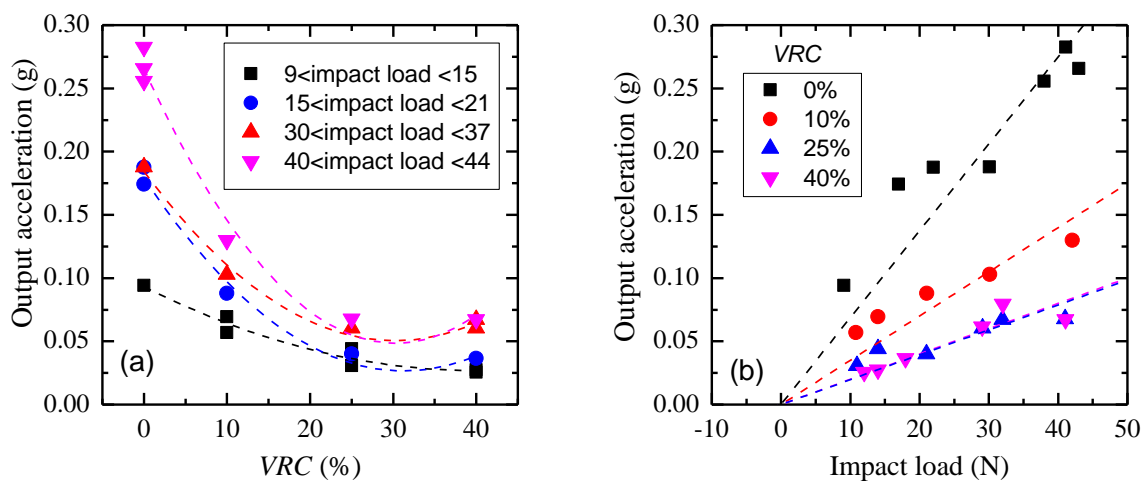 Output acceleration (g)
0.30
0.25
0.20
0.15
0.10
0.05
0.00
9<impact load <15
15<impact load <21
30<impact load <37
40<impact load <44
(a)
0 10 20 30 40
VRC (%)
Output acceleration (g)
0.30
0.25
0.20
0.15
0.10
0.05
0.00
VRC
0%
10%
25%
40%
(b)
-10 0 10 20 30 40 50
Impact load (N)